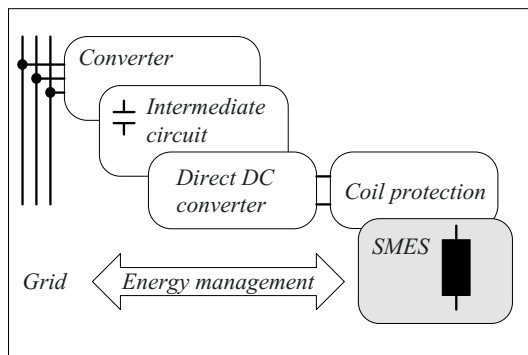 Converter
Intermediate
circuit
Direct DC
converter
Coil protection
SMES
Grid
Energy management